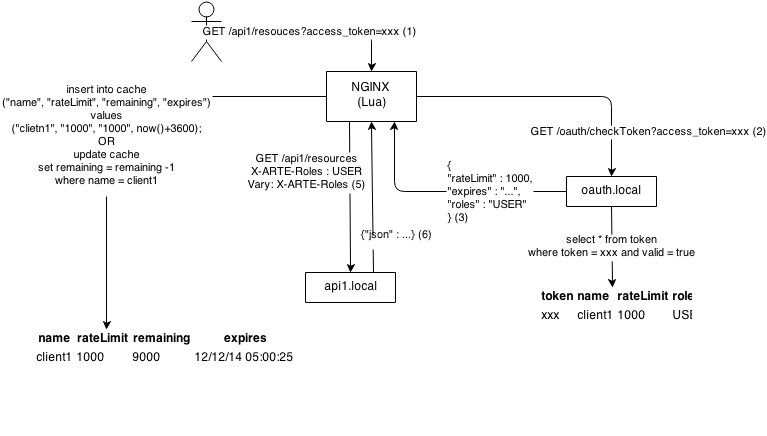 GET /api1/resouces?access_token=xxx (1)
NGINX
(Lua)
insert into cache
("name", "rateLimit", "remaining", "expires")
values
("clietn1", "1000", "1000", now()+3600);
OR
update cache
set remaining = remaining -1
where name = client1
GET /oauth/checkToken?access_token=xxx (2)
GET /api1/resources
X-ARTE-Roles : USER
Vary: X-ARTE-Roles (5)
{
"rateLimit" : 1000,
"expires" : "...",
"roles" : "USER"
} (3)
oauth.local
{"json" : ...} (6)
select * from token
where token = xxx and valid = true
api1.local
token name rateLimit role
xxx client1 1000 USE
name rateLimit remaining expires
client1 1000 9000 12/12/14 05:00:25